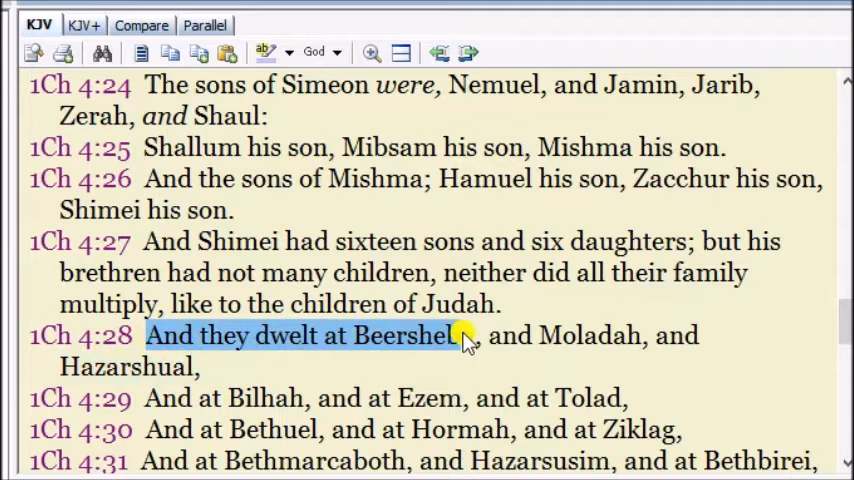 KJV KJV+ Compare Parallel
God
1Ch 4:24 The sons of Simeon were, Nemuel, and Jamin, Jarib,
Zerah, and Shaul:
1Ch 4:25 Shallum his son, Mibsam his son, Mishma his son.
1Ch 4:26 And the sons of Mishma; Hamuel his son, Zacchur his son,
Shimei his son.
1Ch 4:27 And Shimei had sixteen sons and six daughters; but his
brethren had not many children, neither did all their family
multiply, like to the children of Judah.
1Ch 4:28 And they dwelt at Beersheba, and Moladah, and
Hazarshual,
1Ch 4:29 And at Bilhah, and at Ezem, and at Tolad,
1Ch 4:30 And at Bethuel, and at Hormah, and at Ziklag,
1Ch 4:31 And at Bethmarcaboth, and Hazarsusim, and at Bethbirei,